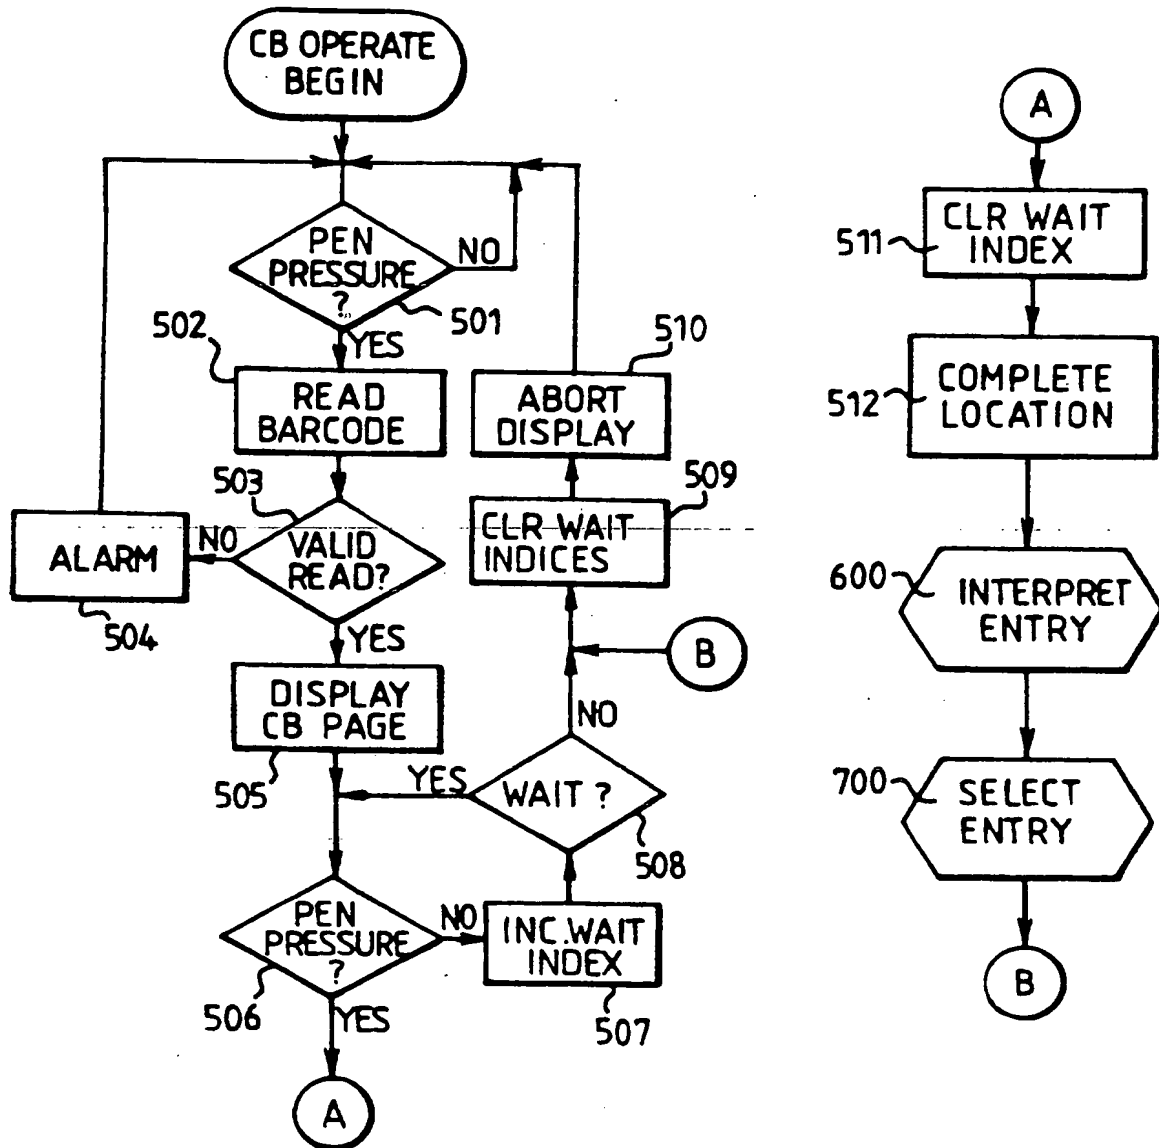 CB OPERATE
BEGIN
PEN
PRESSURE
?
NO
501
YES
502
READ
BARCODE
503
VALID
READ?
NO
ALARM
504
YES
DISPLAY
CB PAGE
505
PEN
PRESSURE
?
506
NO
YES
A
INC.WAIT
INDEX
507
WAIT ?
508
YES
NO
B
CLR WAIT
INDICES
509
ABORT
DISPLAY
510
A
CLR WAIT
INDEX
511
COMPLETE
LOCATION
512
INTERPRET
ENTRY
600
SELECT
ENTRY
700
B